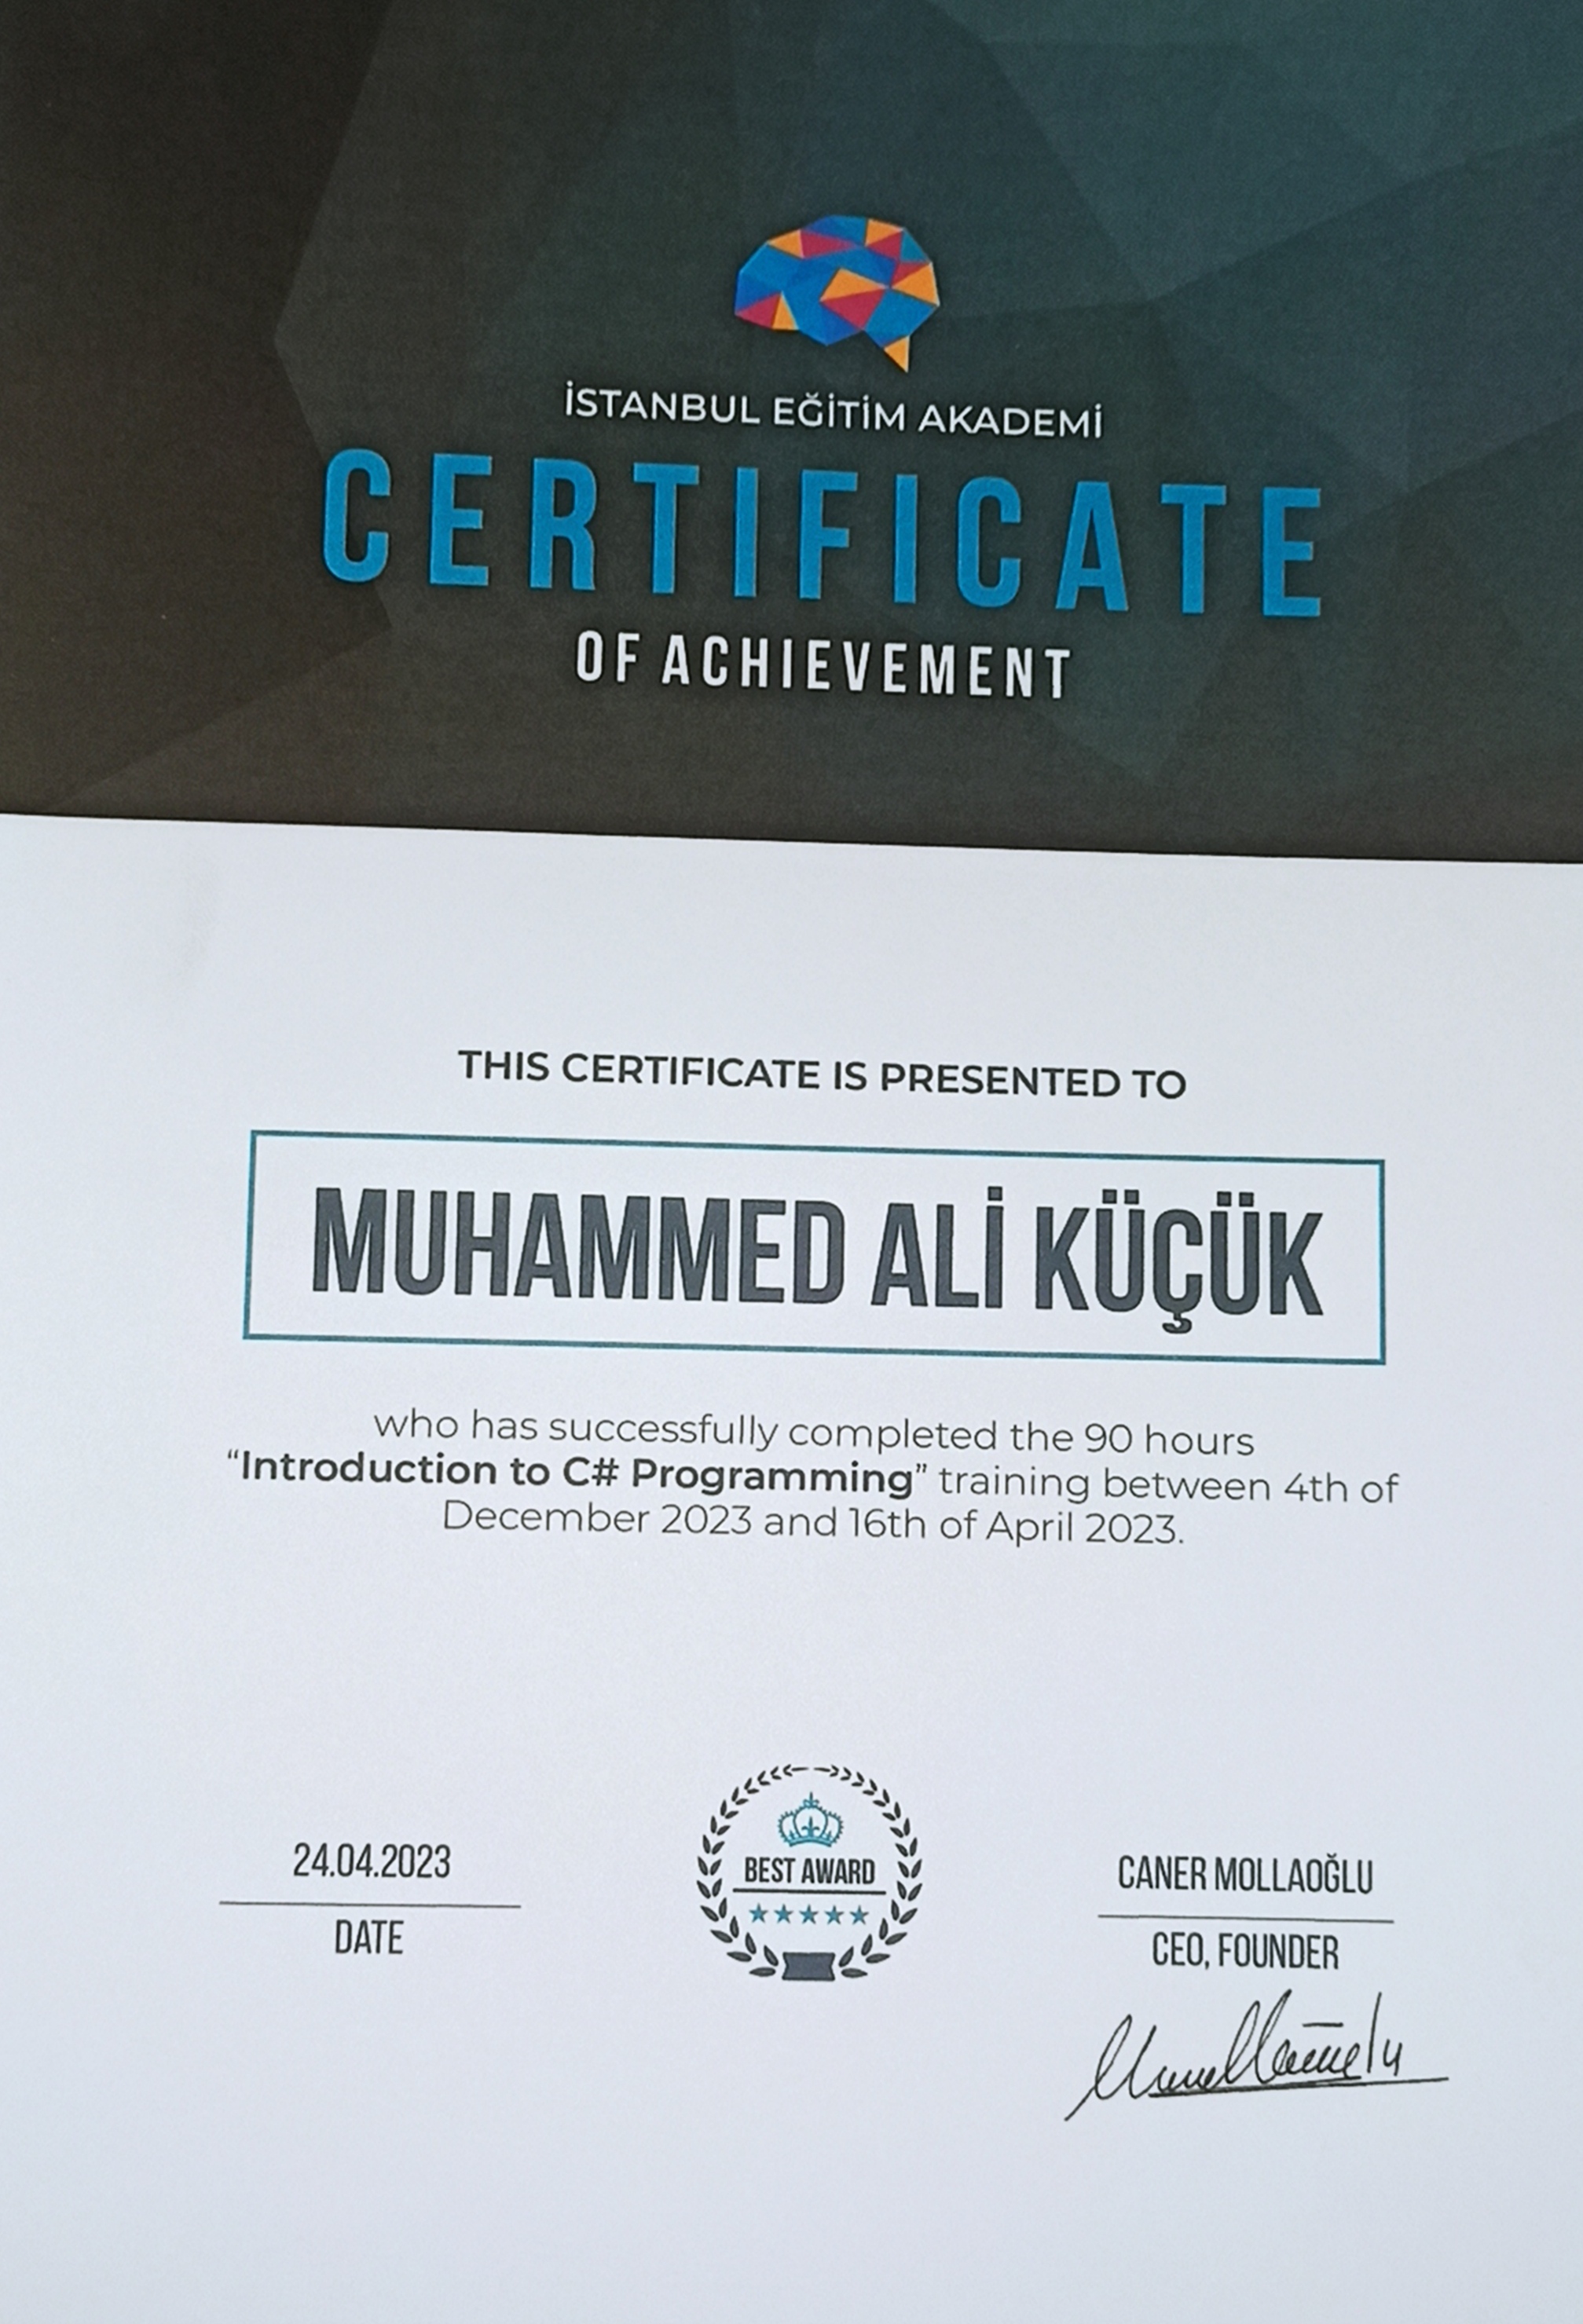 İSTANBUL EĞİTİM AKADEMİ
CERTIFICATE
OF ACHIEVEMENT
THIS CERTIFICATE IS PRESENTED TO
MUHAMMED ALİ KÜÇÜK
who has successfully completed the 90 hours
“Introduction to C# Programming” training between 4th of
December 2023 and 16th of April 2023.
24.04.2023
DATE
BEST AWARD
CANER MOLLAOĞLU
CEO, FOUNDER